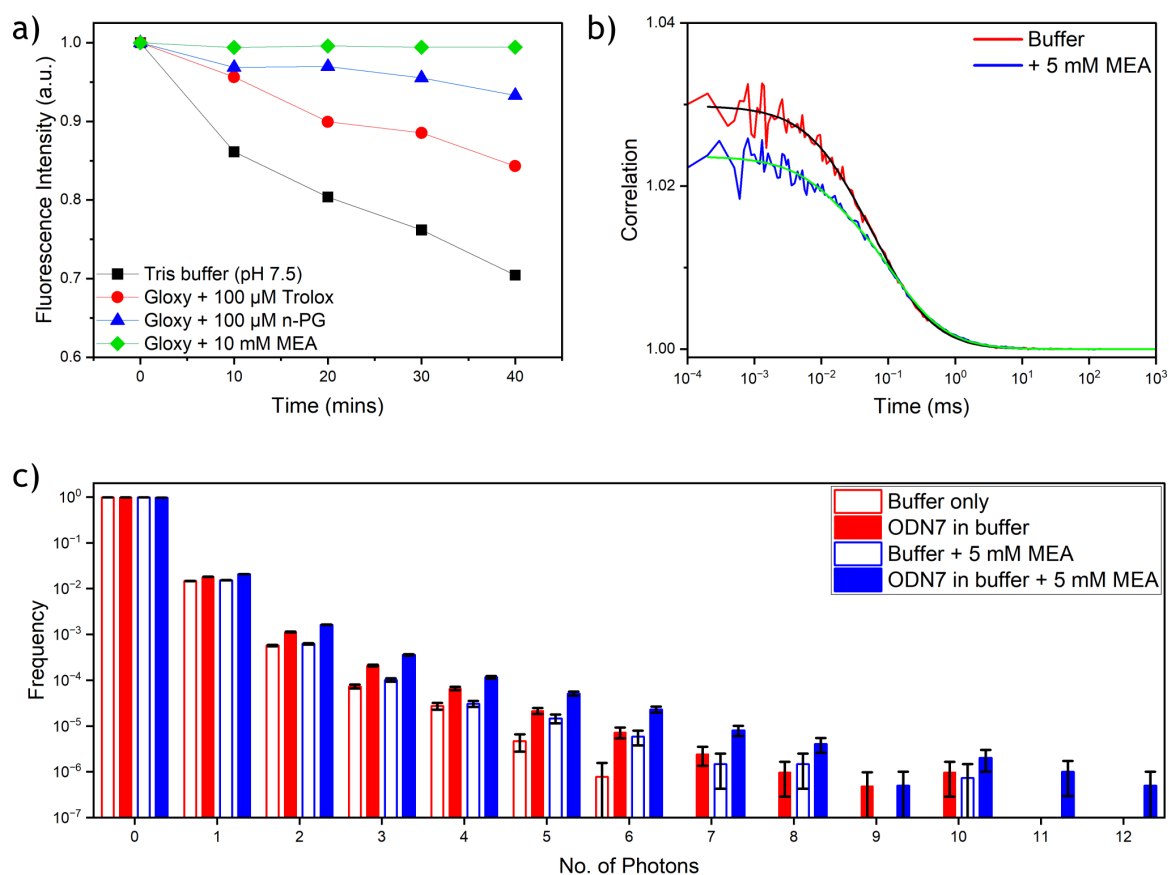 a)
1.0
0.9
0.8
0.7
0.6
Fluorescence Intensity (a.u.)
Tris buffer (pH 7.5)
Gloxy + 100 μM Trolox
Gloxy + 100 μM n-PG
Gloxy + 10 mM MEA
0 10 20 30 40
Time (mins)
b)
1.04
1.02
1.00
Correlation
Buffer
+ 5 mM MEA
10⁻⁴ 10⁻³ 10⁻² 10⁻¹ 10⁰ 10¹ 10² 10³
Time (ms)
c)
10⁰
10⁻¹
10⁻²
10⁻³
10⁻⁴
10⁻⁵
10⁻⁶
10⁻⁷
Frequency
Buffer only
ODN7 in buffer
Buffer + 5 mM MEA
ODN7 in buffer + 5 mM MEA
0 1 2 3 4 5 6 7 8 9 10 11 12
No. of Photons